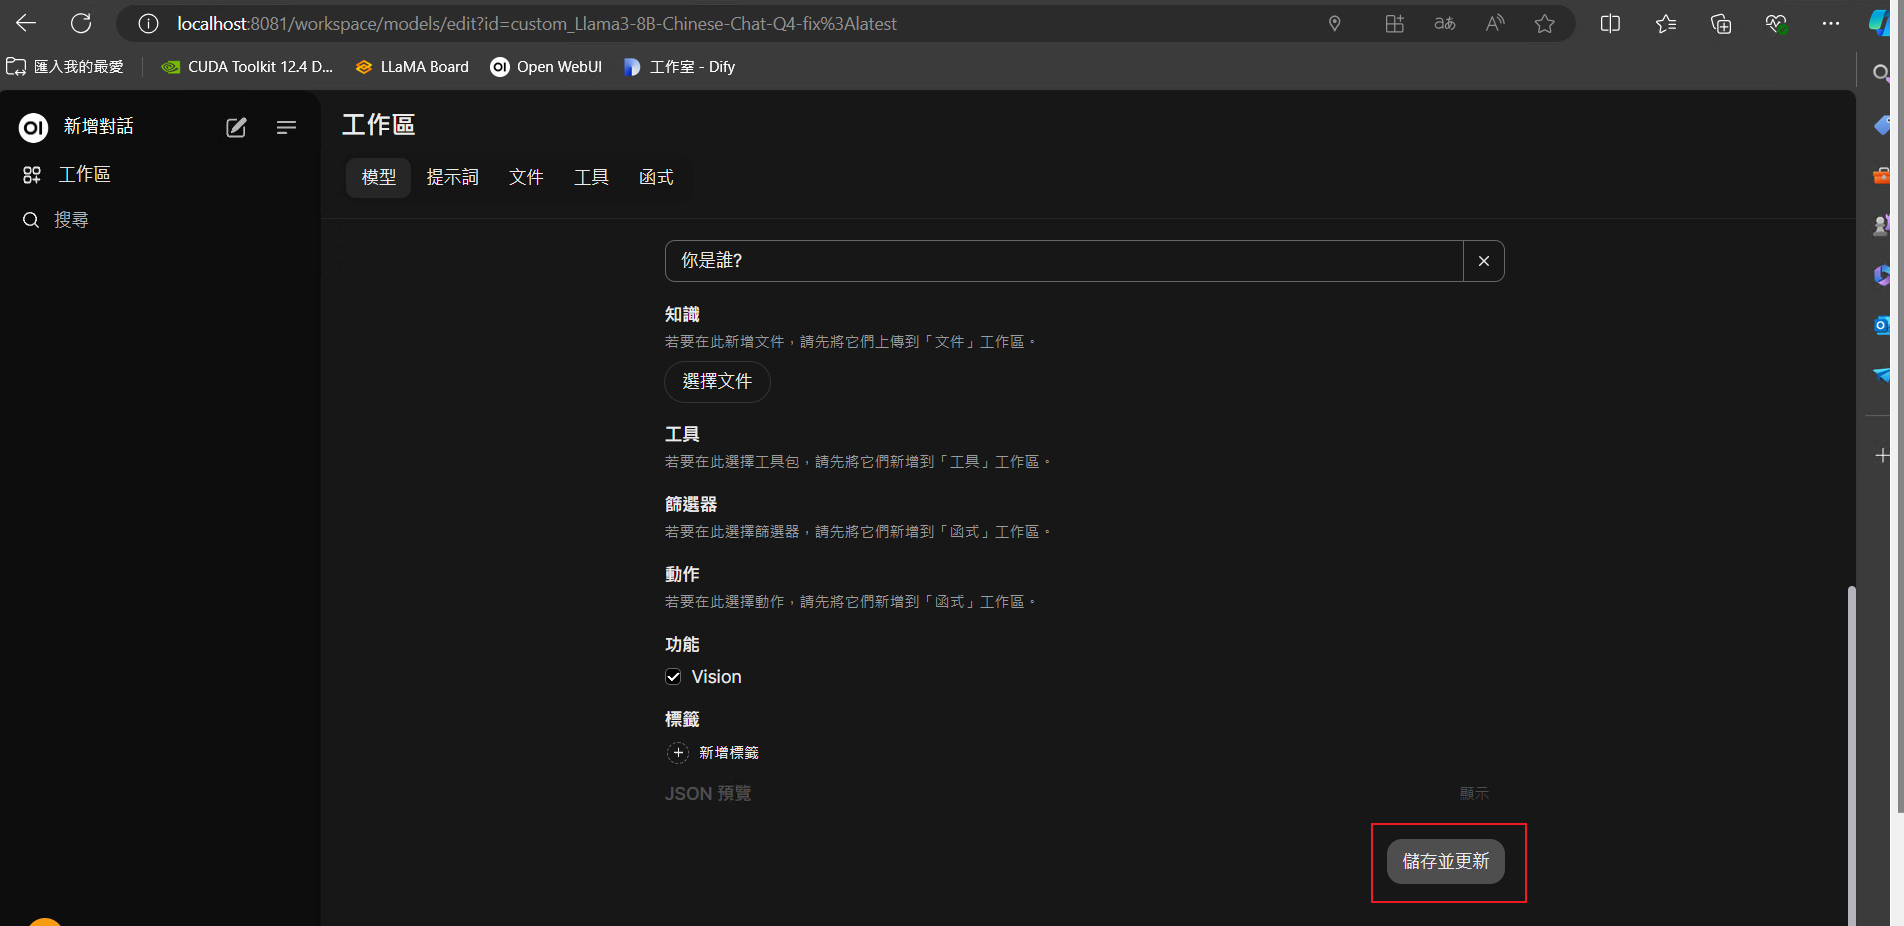 localhost:8081/workspace/models/edit?id=custom_Llama3-8B-Chinese-Chat-Q4-fix%3Alatest
匯入我的最愛
CUDA Toolkit 12.4 D...
LLaMA Board
Open WebUI
工作室 - Dify
OI 新增對話
工作區
搜尋
工作區
模型 提示詞 文件 工具 函式
你是誰?
知識
若要在此新增文件，請先將它們上傳到「文件」工作區。
選擇文件
工具
若要在此選擇工具包，請先將它們新增到「工具」工作區。
篩選器
若要在此選擇篩選器，請先將它們新增到「函式」工作區。
動作
若要在此選擇動作，請先將它們新增到「函式」工作區。
功能
Vision
標籤
新增標籤
JSON 預覽 顯示
儲存並更新